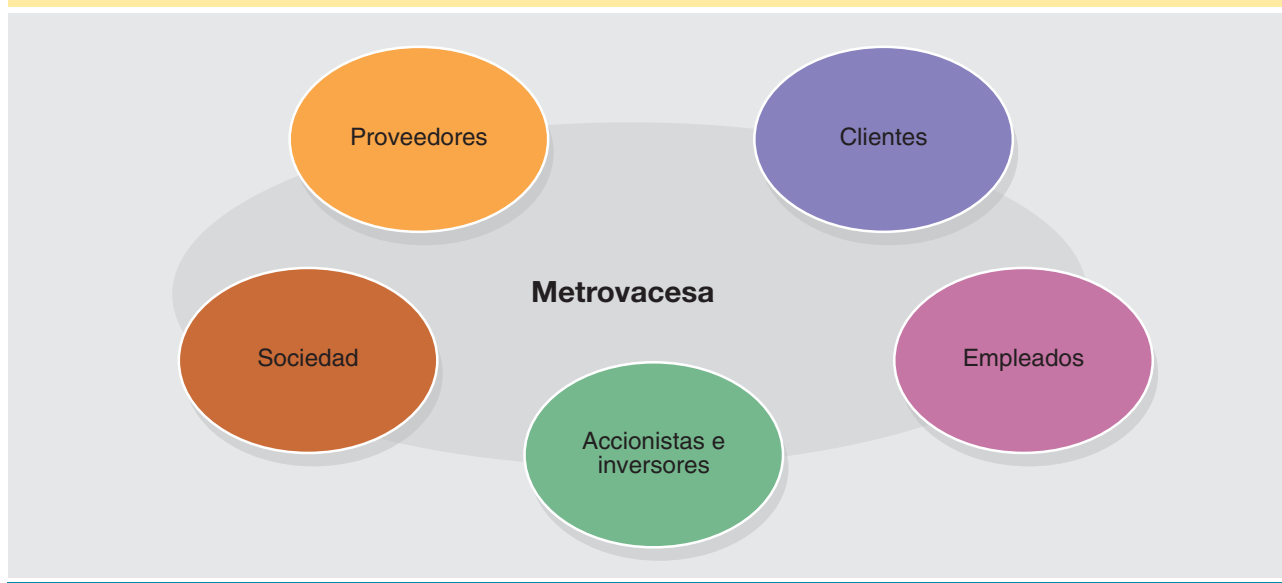 Proveedores
Clientes
Metrovacesa
Sociedad
Empleados
Accionistas e
inversores